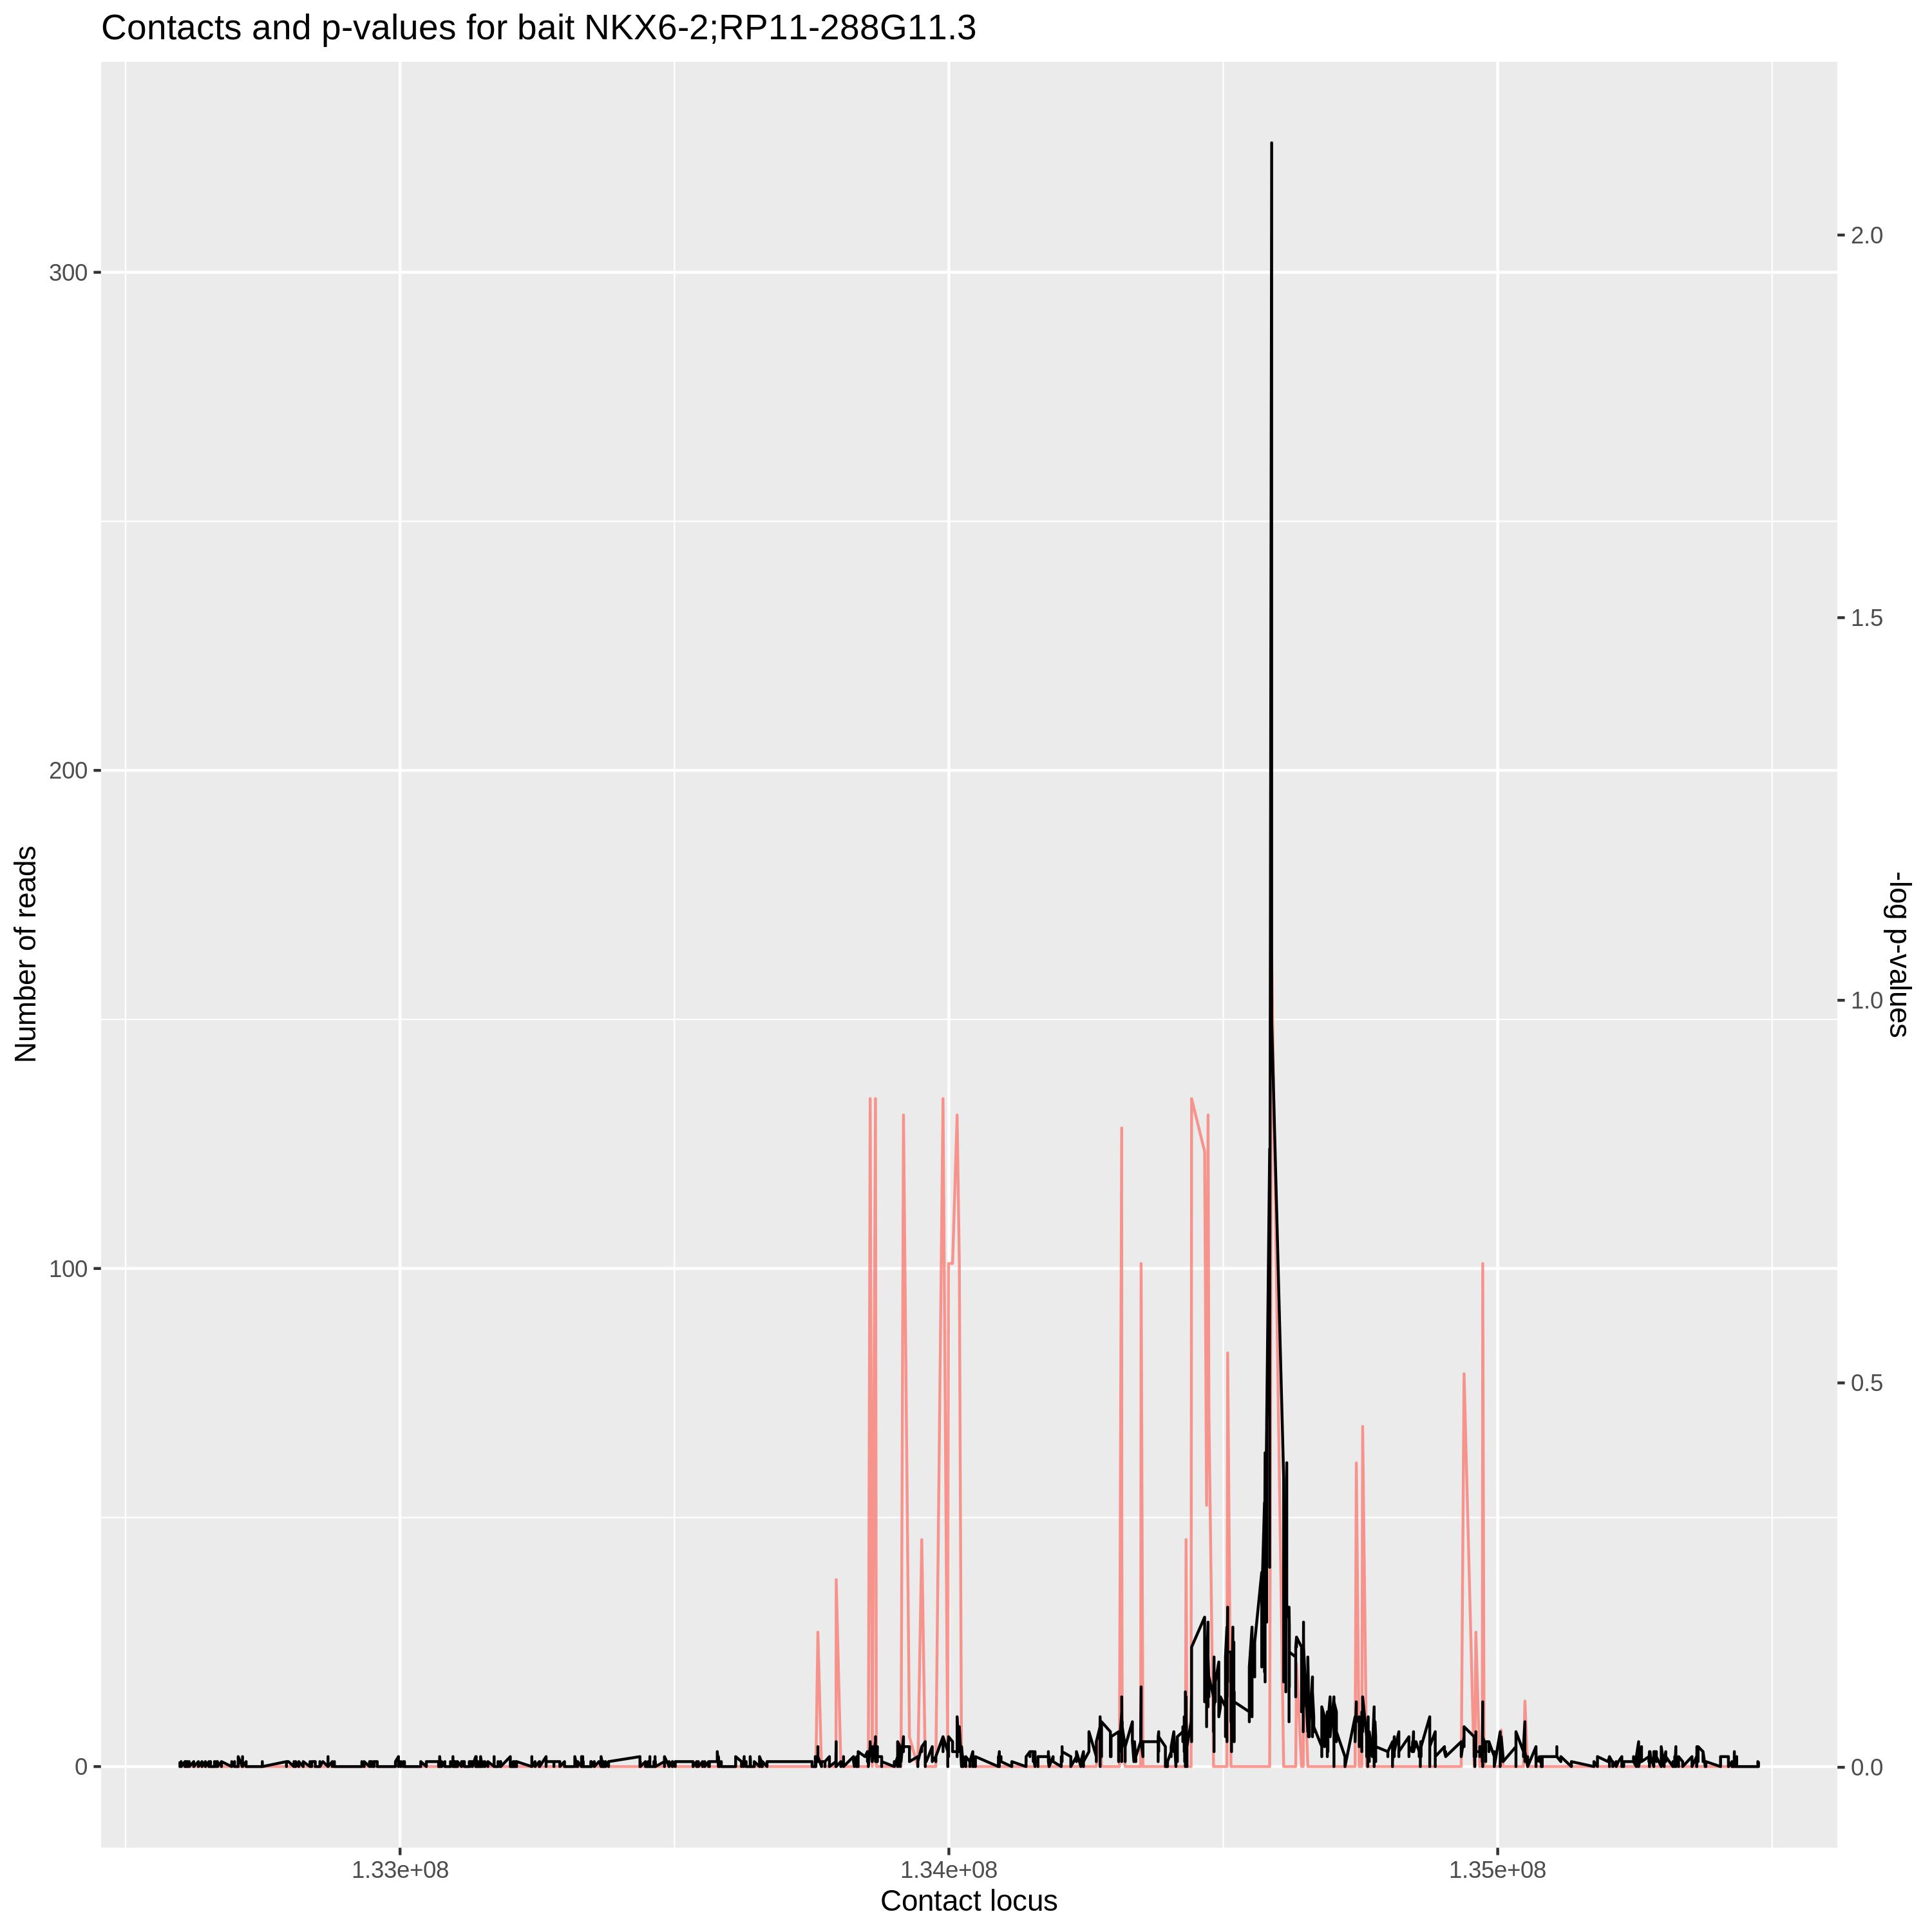 Contacts and p-values for bait NKX6-2;RP11-288G11.3
300
200
100
0
Number of reads
2.0
1.5
1.0
0.5
0.0
-log p-values
1.33e+08
1.34e+08
1.35e+08
Contact locus